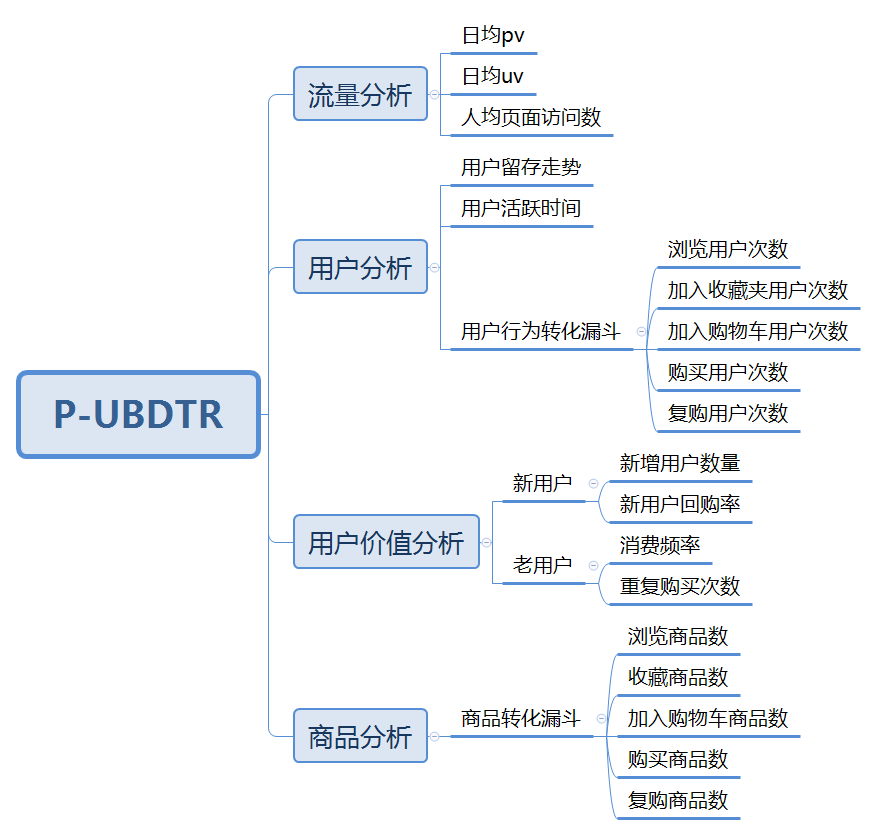 P-UBDTR
流量分析
日均pv
日均uv
人均页面访问数
用户分析
用户留存走势
用户活跃时间
用户行为转化漏斗
浏览用户次数
加入收藏夹用户次数
加入购物车用户次数
购买用户次数
复购用户次数
用户价值分析
新用户
新增用户数量
新用户回购率
老用户
消费频率
重复购买次数
商品分析
商品转化漏斗
浏览商品数
收藏商品数
加入购物车商品数
购买商品数
复购商品数